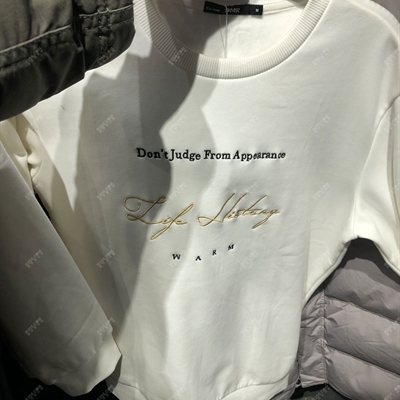 Don't Judge From Appearance
Life History
WARM